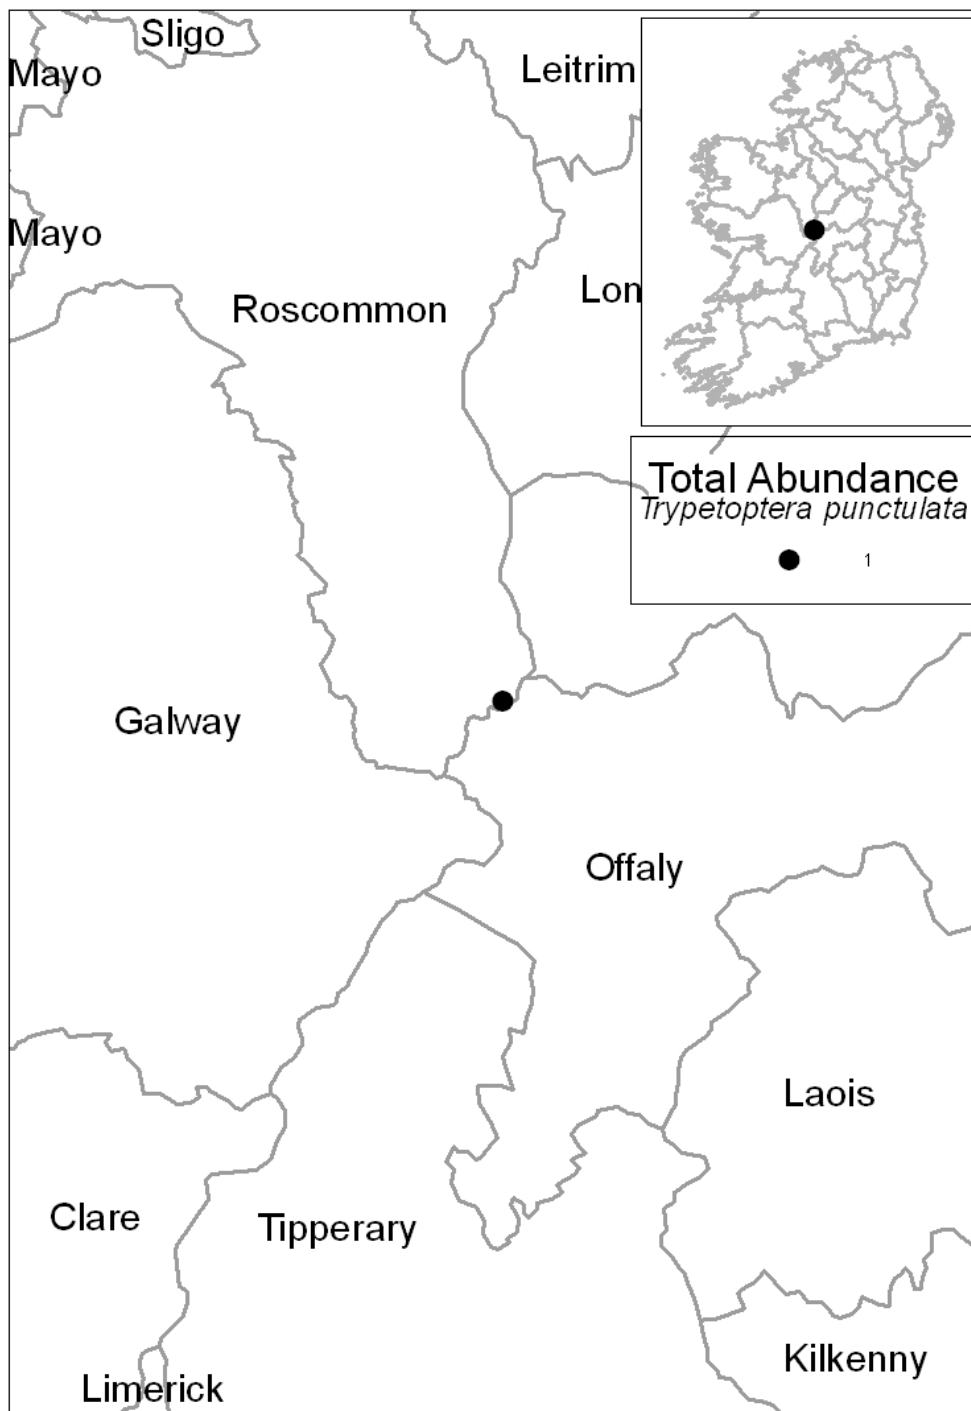 Sligo
Leitrim
Mayo
Mayo
Lon
Roscommon
Total Abundance
Trypetoptera punctulata
1
Galway
Offaly
Laois
Clare
Tipperary
Kilkenny
Limerick